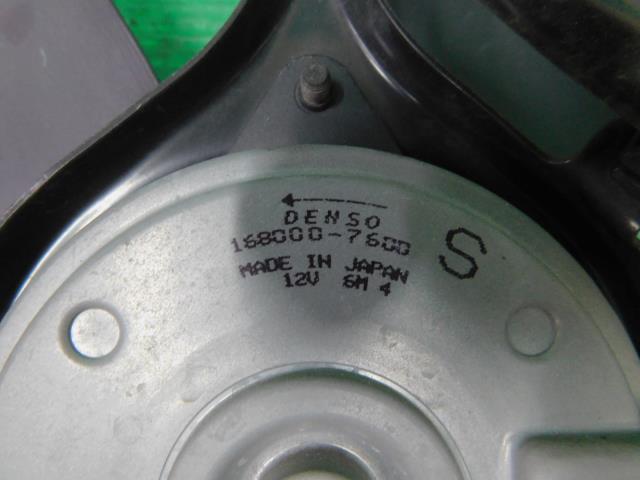 DENSO
168000-7600
S
MADE IN JAPAN
12V 6M 4